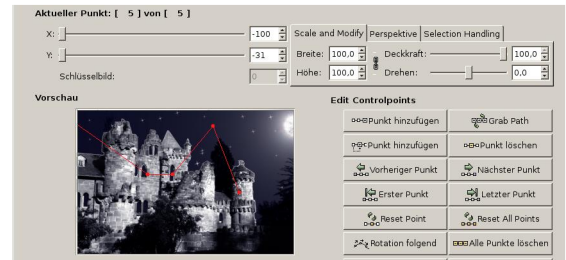 Aktueller Punkt: [ 5 ] von [ 5 ]
X: -100
Scale and Modify Perspektive Selection Handling
Y: -31
Breite: 100,0 Deckkraft: 100,0
Schlüsselbild: 0
Höhe: 100,0 Drehen: 0,0
Vorschau
Edit Controlpoints
Punkt hinzufügen Grab Path
Punkt hinzufügen Punkt löschen
Vorheriger Punkt Nächster Punkt
Erster Punkt Letzter Punkt
Reset Point Reset All Points
Rotation folgend Alle Punkte löschen